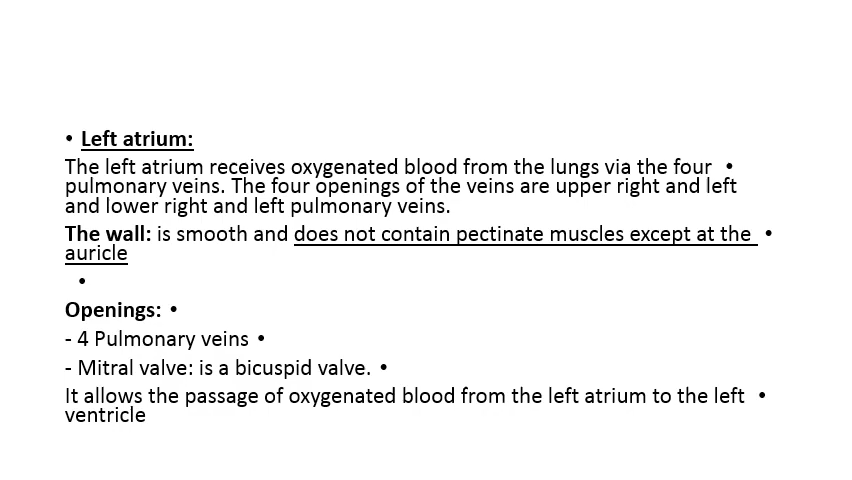 • Left atrium:
The left atrium receives oxygenated blood from the lungs via the four •
pulmonary veins. The four openings of the veins are upper right and left
and lower right and left pulmonary veins.
The wall: is smooth and does not contain pectinate muscles except at the •
auricle
•
Openings: •
- 4 Pulmonary veins •
- Mitral valve: is a bicuspid valve. •
It allows the passage of oxygenated blood from the left atrium to the left •
ventricle